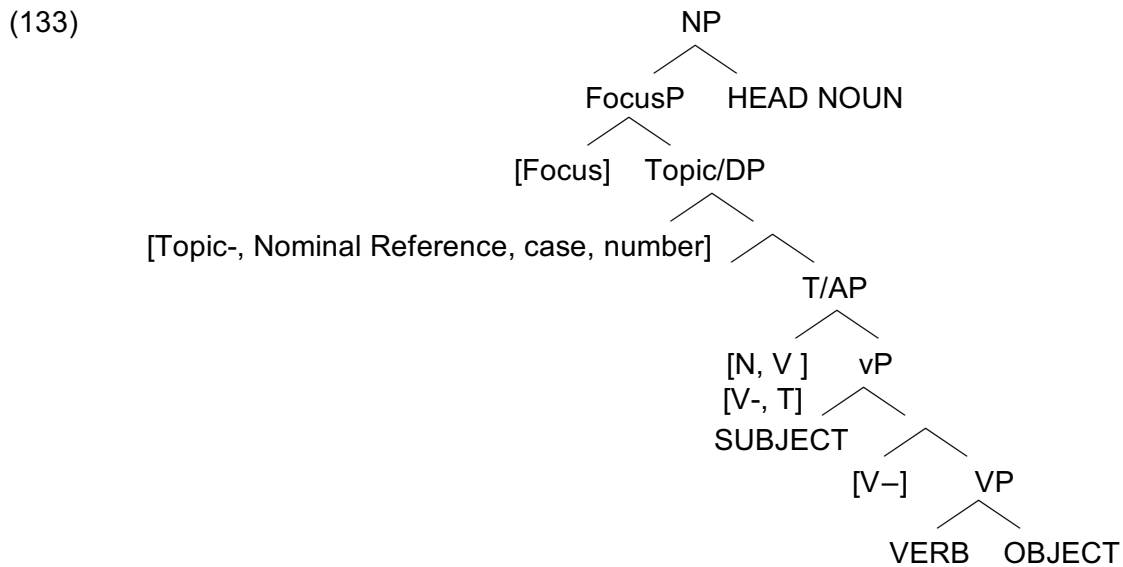 (133) NP
FocusP HEAD NOUN
[Focus] Topic/DP
[Topic-, Nominal Reference, case, number]
T/AP
[N, V ] vP
[V-, T]
SUBJECT
[V–] VP
VERB OBJECT